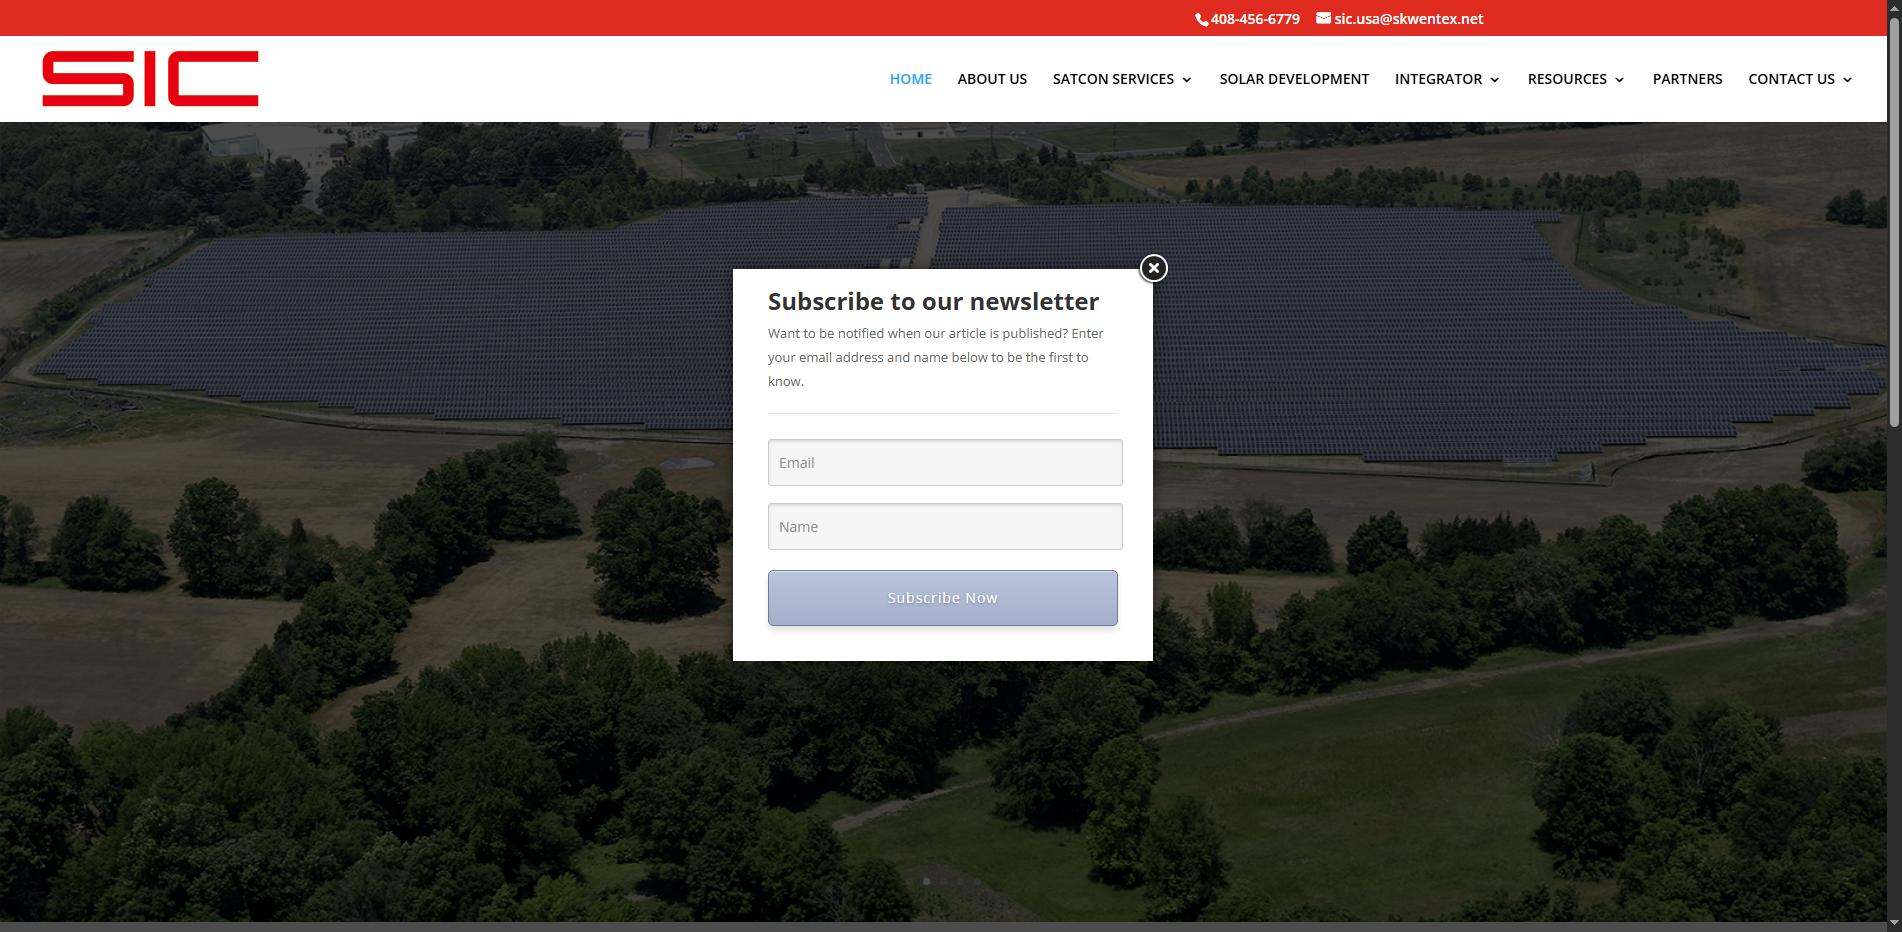 408-456-6779 sic.usa@skwentex.net
SIC
HOME ABOUT US SATCON SERVICES SOLAR DEVELOPMENT INTEGRATOR RESOURCES PARTNERS CONTACT US
Subscribe to our newsletter
Want to be notified when our article is published? Enter
your email address and name below to be the first to
know.
Email
Name
Subscribe Now